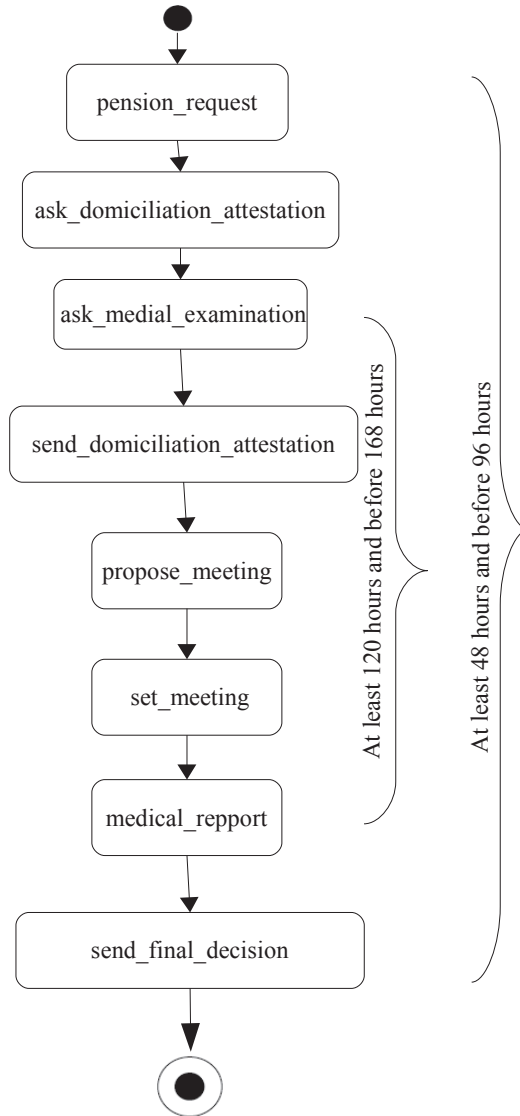 pension_request
ask_domiciliation_attestation
ask_medial_examination
send_domiciliation_attestation
propose_meeting
set_meeting
medical_repport
send_final_decision
At least 120 hours and before 168 hours
At least 48 hours and before 96 hours